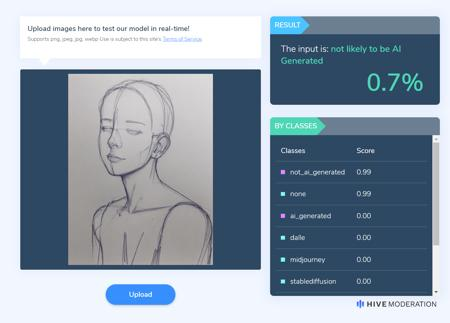 Upload images here to test our model in real-time!
Supports png, jpeg, jpg, webp Use is subject to this site's Terms of Service.
Upload
RESULT
The input is: not likely to be AI
Generated
0.7%
BY CLASSES
Classes Score
not_ai_generated 0.99
none 0.99
ai_generated 0.00
dalle 0.00
midjourney 0.00
stablediffusion 0.00
HIVE MODERATION